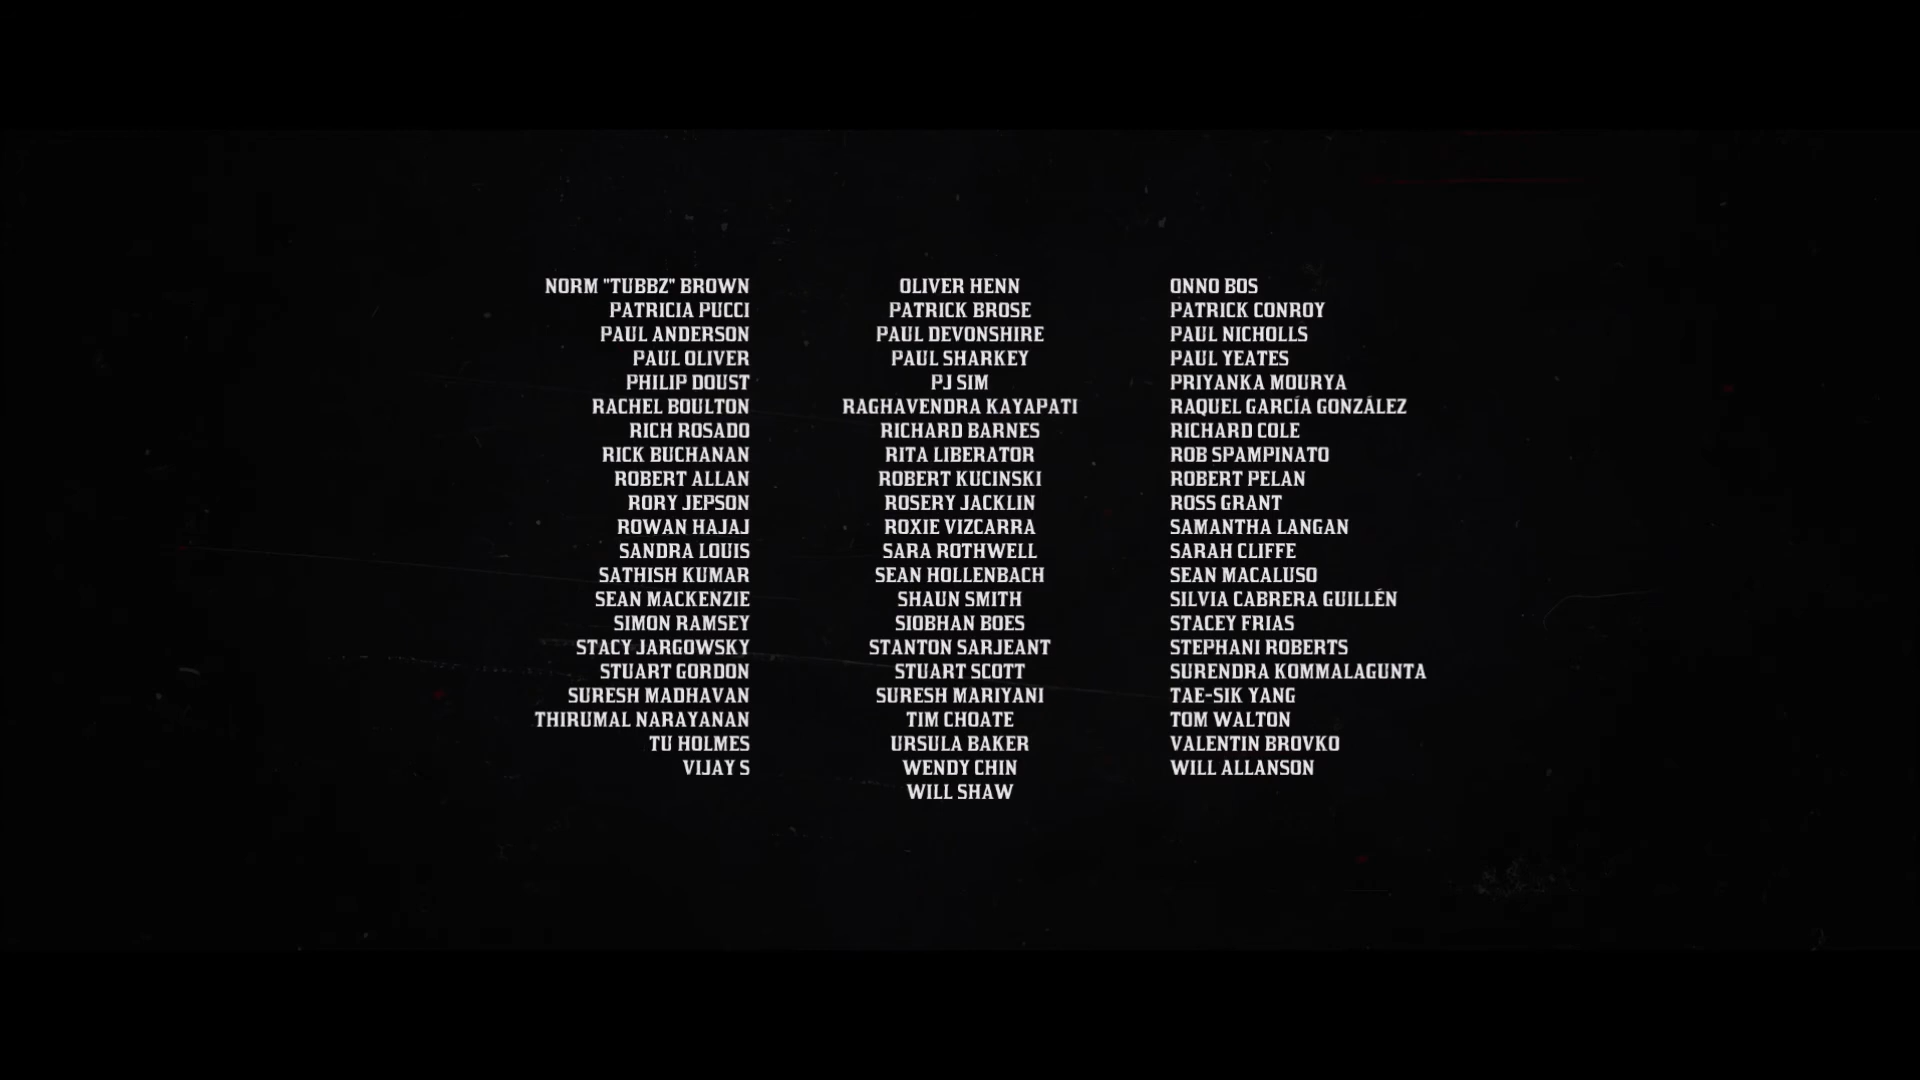 NORM "TUBBZ" BROWN OLIVER HENN ONNO BOS
PATRICIA PUCCI PATRICK BROSE PATRICK CONROY
PAUL ANDERSON PAUL DEVONSHIRE PAUL NICHOLLS
PAUL OLIVER PAUL SHARKEY PAUL YEATES
PHILIP DOUST PJ SIM PRIYANKA MOURYA
RACHEL BOULTON RAGHAVENDRA KAYAPATI RAQUEL GARCÍA GONZÁLEZ
RICH ROSADO RICHARD BARNES RICHARD COLE
RICK BUCHANAN RITA LIBERATOR ROB SPAMPINATO
ROBERT ALLAN ROBERT KUCINSKI ROBERT PELAN
RORY JEPSON ROSERY JACKLIN ROSS GRANT
ROWAN HAJAJ ROXIE VIZCARRA SAMANTHA LANGAN
SANDRA LOUIS SARA ROTHWELL SARAH CLIFFE
SATHISH KUMAR SEAN HOLLENBACH SEAN MACALUSO
SEAN MACKENZIE SHAUN SMITH SILVIA CABRERA GUILLÉN
SIMON RAMSEY SIOBHAN BOES STACEY FRIAS
STACY JARGOWSKY STANTON SARJEANT STEPHANI ROBERTS
STUART GORDON STUART SCOTT SURENDRA KOMMALAGUNTA
SURESH MADHAVAN SURESH MARIYANI TAE-SIK YANG
THIRUMAL NARAYANAN TIM CHOATE TOM WALTON
TU HOLMES URSULA BAKER VALENTIN BROVKO
VIJAY S WENDY CHIN WILL ALLANSON
WILL SHAW